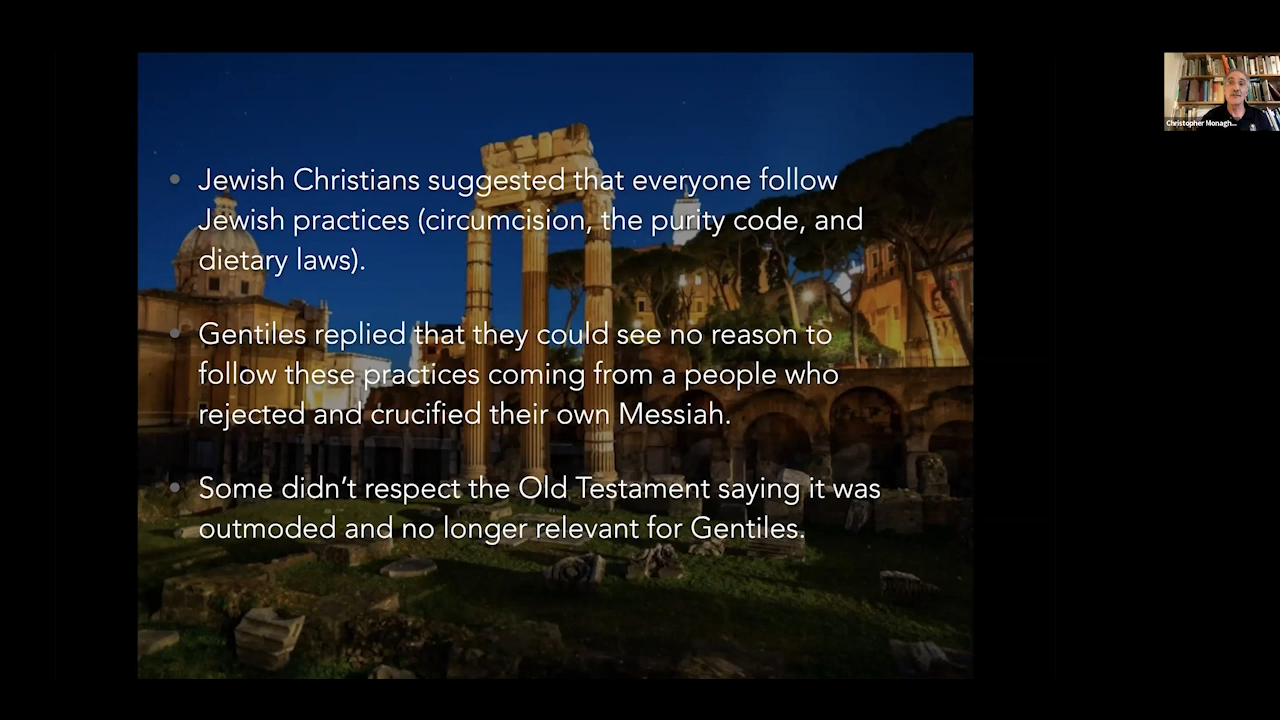 Jewish Christians suggested that everyone follow
Jewish practices (circumcision, the purity code, and
dietary laws).
Gentiles replied that they could see no reason to
follow these practices coming from a people who
rejected and crucified their own Messiah.
Some didn't respect the Old Testament saying it was
outmoded and no longer relevant for Gentiles.
Christopher Monagh...